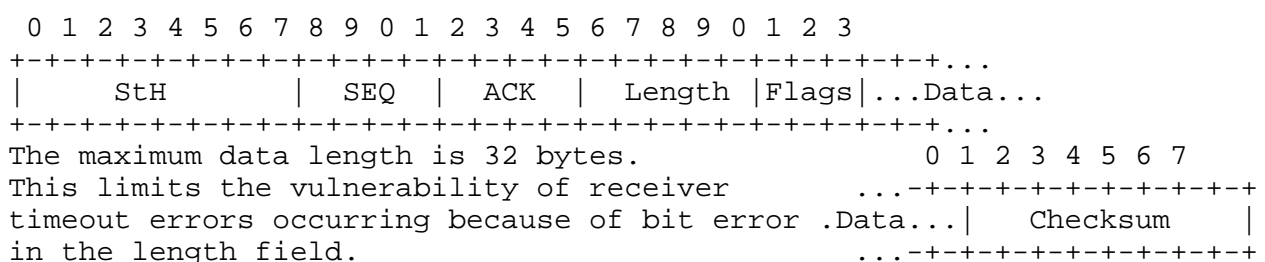 0 1 2 3 4 5 6 7 8 9 0 1 2 3 4 5 6 7 8 9 0 1 2 3
+-+-+-+-+-+-+-+-+-+-+-+-+-+-+-+-+-+-+-+-+-+-+-+-+-+-+...
|     StH       |  SEQ  |  ACK  |  Length |Flags|...Data...
+-+-+-+-+-+-+-+-+-+-+-+-+-+-+-+-+-+-+-+-+-+-+-+-+-+-+...
The maximum data length is 32 bytes.                0 1 2 3 4 5 6 7
This limits the vulnerability of receiver       ...-+-+-+-+-+-+-+-+-+-+
timeout errors occurring because of bit error .Data...|   Checksum    |
in the length field.                            ...-+-+-+-+-+-+-+-+-+-+